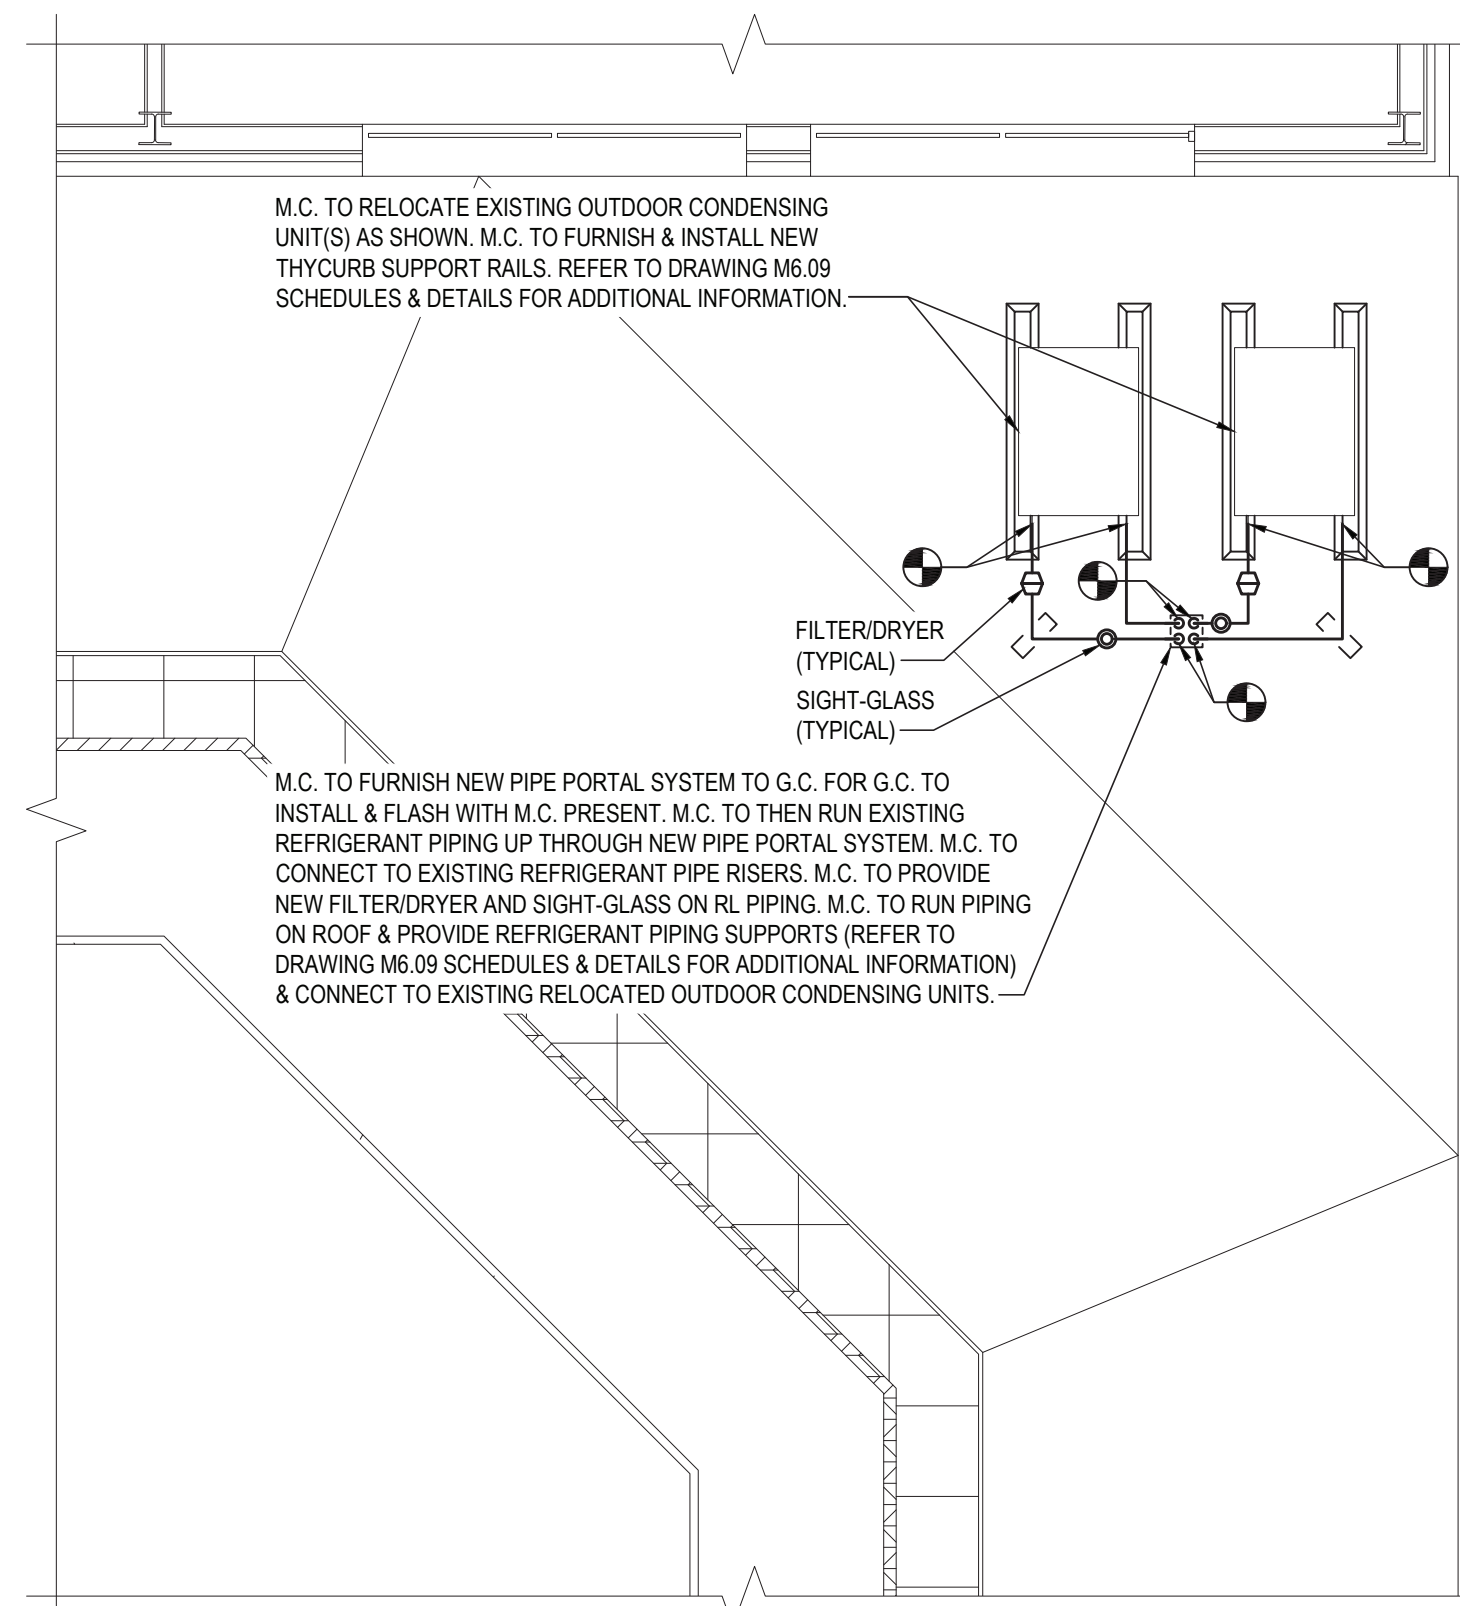 M.C. TO RELOCATE EXISTING OUTDOOR CONDENSING
UNIT(S) AS SHOWN. M.C. TO FURNISH & INSTALL NEW
THYCURB SUPPORT RAILS. REFER TO DRAWING M6.09
SCHEDULES & DETAILS FOR ADDITIONAL INFORMATION.
FILTER/DRYER
(TYPICAL)
SIGHT-GLASS
(TYPICAL)
M.C. TO FURNISH NEW PIPE PORTAL SYSTEM TO G.C. FOR G.C. TO
INSTALL & FLASH WITH M.C. PRESENT. M.C. TO THEN RUN EXISTING
REFRIGERANT PIPING UP THROUGH NEW PIPE PORTAL SYSTEM. M.C. TO
CONNECT TO EXISTING REFRIGERANT PIPE RISERS. M.C. TO PROVIDE
NEW FILTER/DRYER AND SIGHT-GLASS ON RL PIPING. M.C. TO RUN PIPING
ON ROOF & PROVIDE REFRIGERANT PIPING SUPPORTS (REFER TO
DRAWING M6.09 SCHEDULES & DETAILS FOR ADDITIONAL INFORMATION)
& CONNECT TO EXISTING RELOCATED OUTDOOR CONDENSING UNITS.